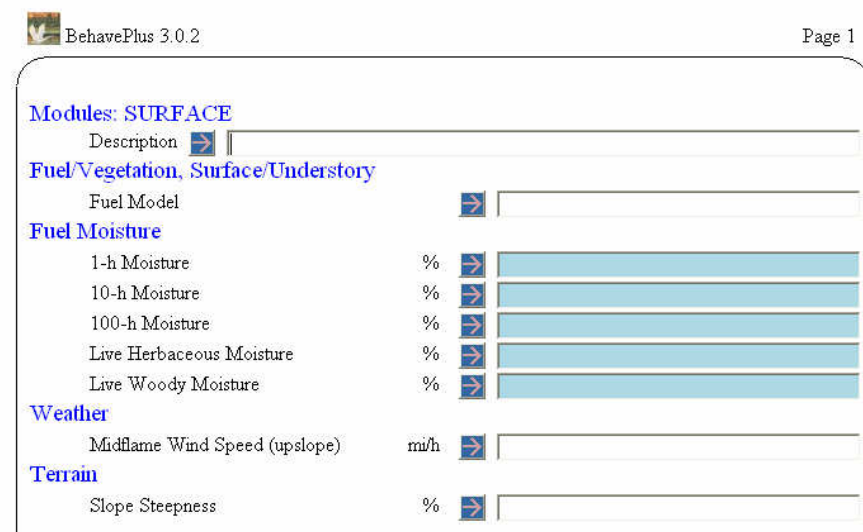 BehavePlus 3.0.2 Page 1
Modules: SURFACE
Description
Fuel/Vegetation, Surface/Understory
Fuel Model
Fuel Moisture
1-h Moisture %
10-h Moisture %
100-h Moisture %
Live Herbaceous Moisture %
Live Woody Moisture %
Weather
Midflame Wind Speed (upslope) mi/h
Terrain
Slope Steepness %